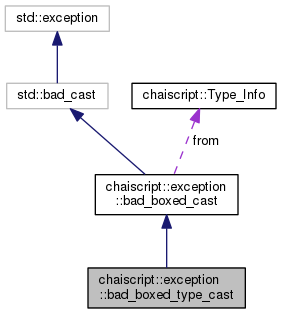 std::exception
std::bad_cast
chaiscript::Type_Info
from
chaiscript::exception
::bad_boxed_cast
chaiscript::exception
::bad_boxed_type_cast